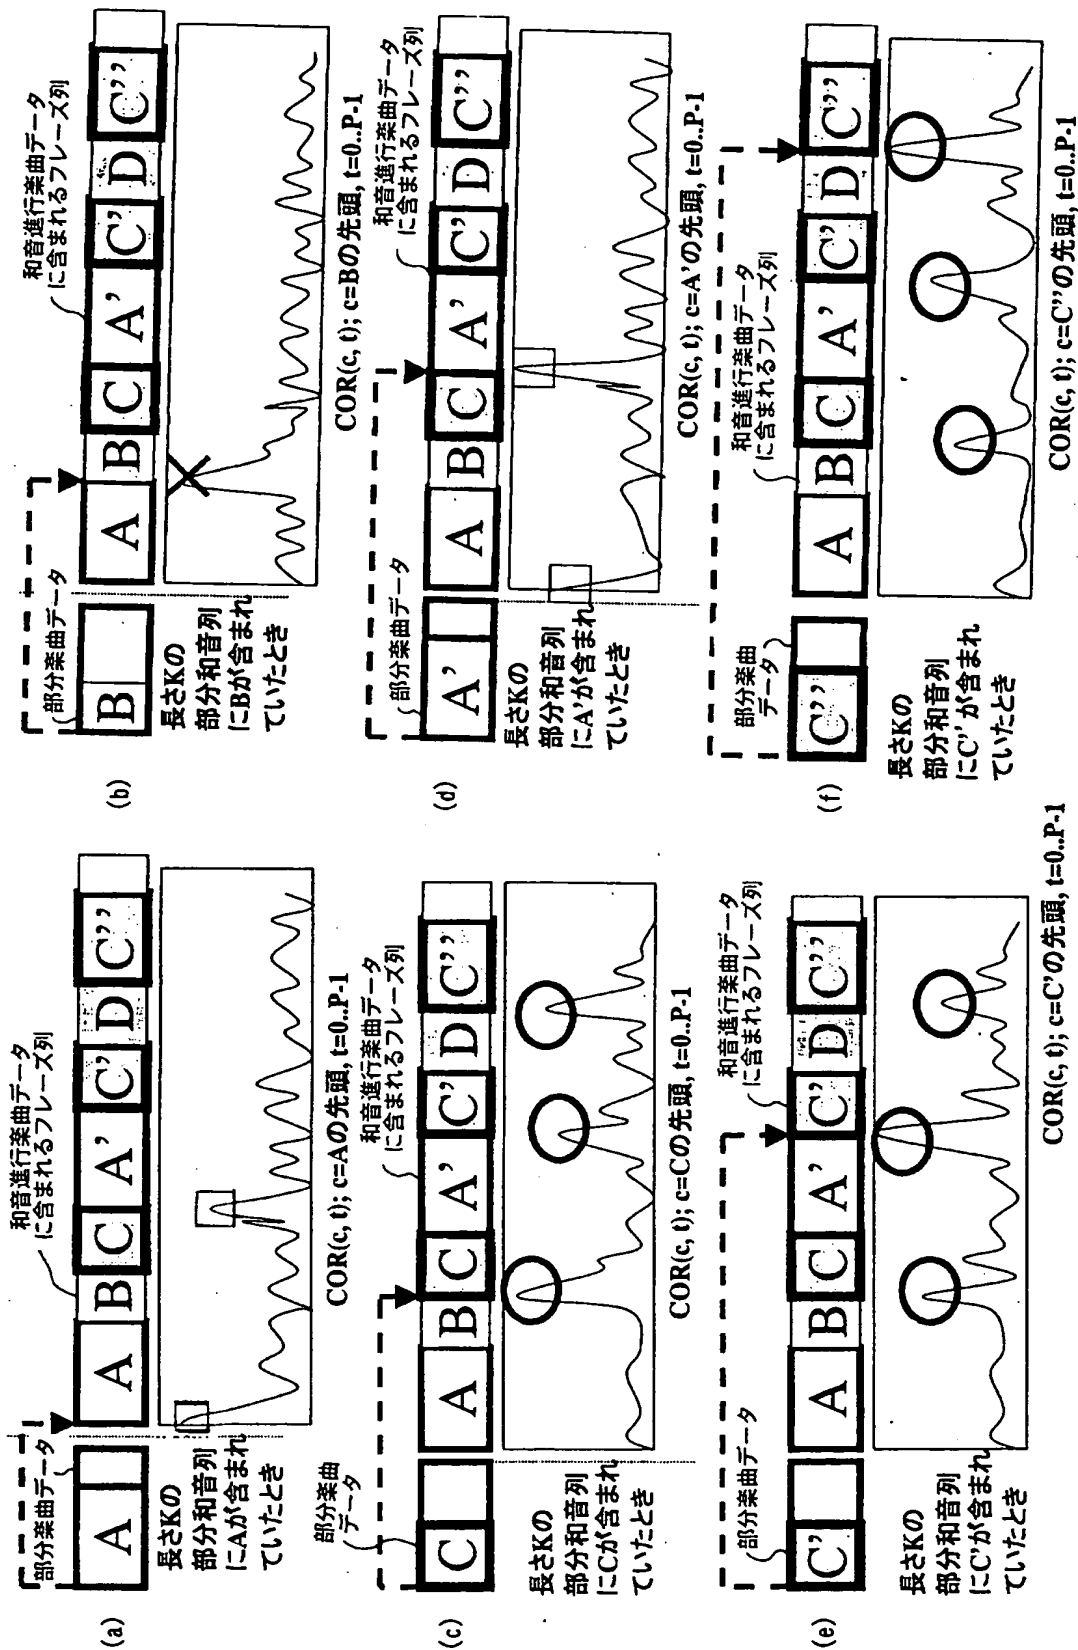 (a)
部分楽曲データ
和音進行楽曲データ
に含まれるフレーズ列
A
A B C A' C' D C''
長さKの
部分和音列
にAが含まれ
ていたとき
COR(c, t); c=Aの先頭, t=0..P-1
(b)
部分楽曲データ
和音進行楽曲データ
に含まれるフレーズ列
B
A B C A' C' D C''
長さKの
部分和音列
にBが含まれ
ていたとき
COR(c, t); c=Bの先頭, t=0..P-1
(c)
部分楽曲
データ
和音進行楽曲データ
に含まれるフレーズ列
C
A B C A' C' D C''
長さKの
部分和音列
にCが含まれ
ていたとき
COR(c, t); c=Cの先頭, t=0..P-1
(d)
部分楽曲データ
和音進行楽曲データ
に含まれるフレーズ列
A'
A B C A' C' D C''
長さKの
部分和音列
にA'が含まれ
ていたとき
COR(c, t); c=A'の先頭, t=0..P-1
(e)
部分楽曲データ
和音進行楽曲データ
に含まれるフレーズ列
C'
A B C A' C' D C''
長さKの
部分和音列
にC'が含まれ
ていたとき
COR(c, t); c=C'の先頭, t=0..P-1
(f)
部分楽曲
データ
和音進行楽曲データ
に含まれるフレーズ列
C''
A B C A' C' D C''
長さKの
部分和音列
にC''が含まれ
ていたとき
COR(c, t); c=C''の先頭, t=0..P-1